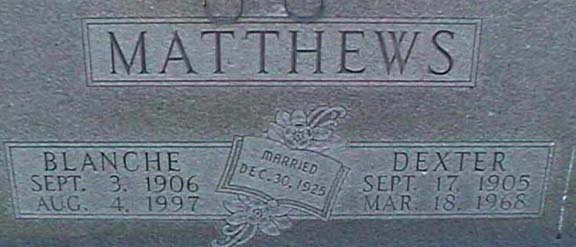 MATTHEWS
BLANCHE
SEPT. 3, 1906
AUG. 4, 1997
MARRIED
DEC. 30, 1925
DEXTER
SEPT. 17, 1905
MAR. 18, 1968